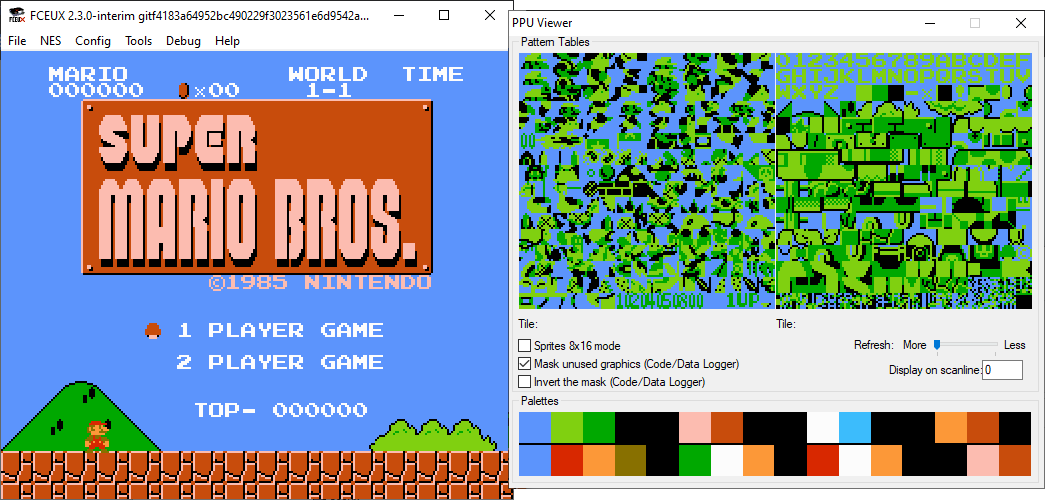 FCEUX 2.3.0-interim gitf4183a64952bc490229f3023561e6d9542a...
File NES Config Tools Debug Help
MARIO WORLD TIME
000000 ×00 1-1
SUPER
MARIO BROS.
©1985 NINTENDO
1 PLAYER GAME
2 PLAYER GAME
TOP- 000000
PPU Viewer
Pattern Tables
0123456789ABCDEF
GHIJKLMNOPQRSTUV
WXYZ
1UP
Tile: Tile:
Sprites 8x16 mode
Refresh: More Less
Mask unused graphics (Code/Data Logger)
Display on scanline: 0
Invert the mask (Code/Data Logger)
Palettes